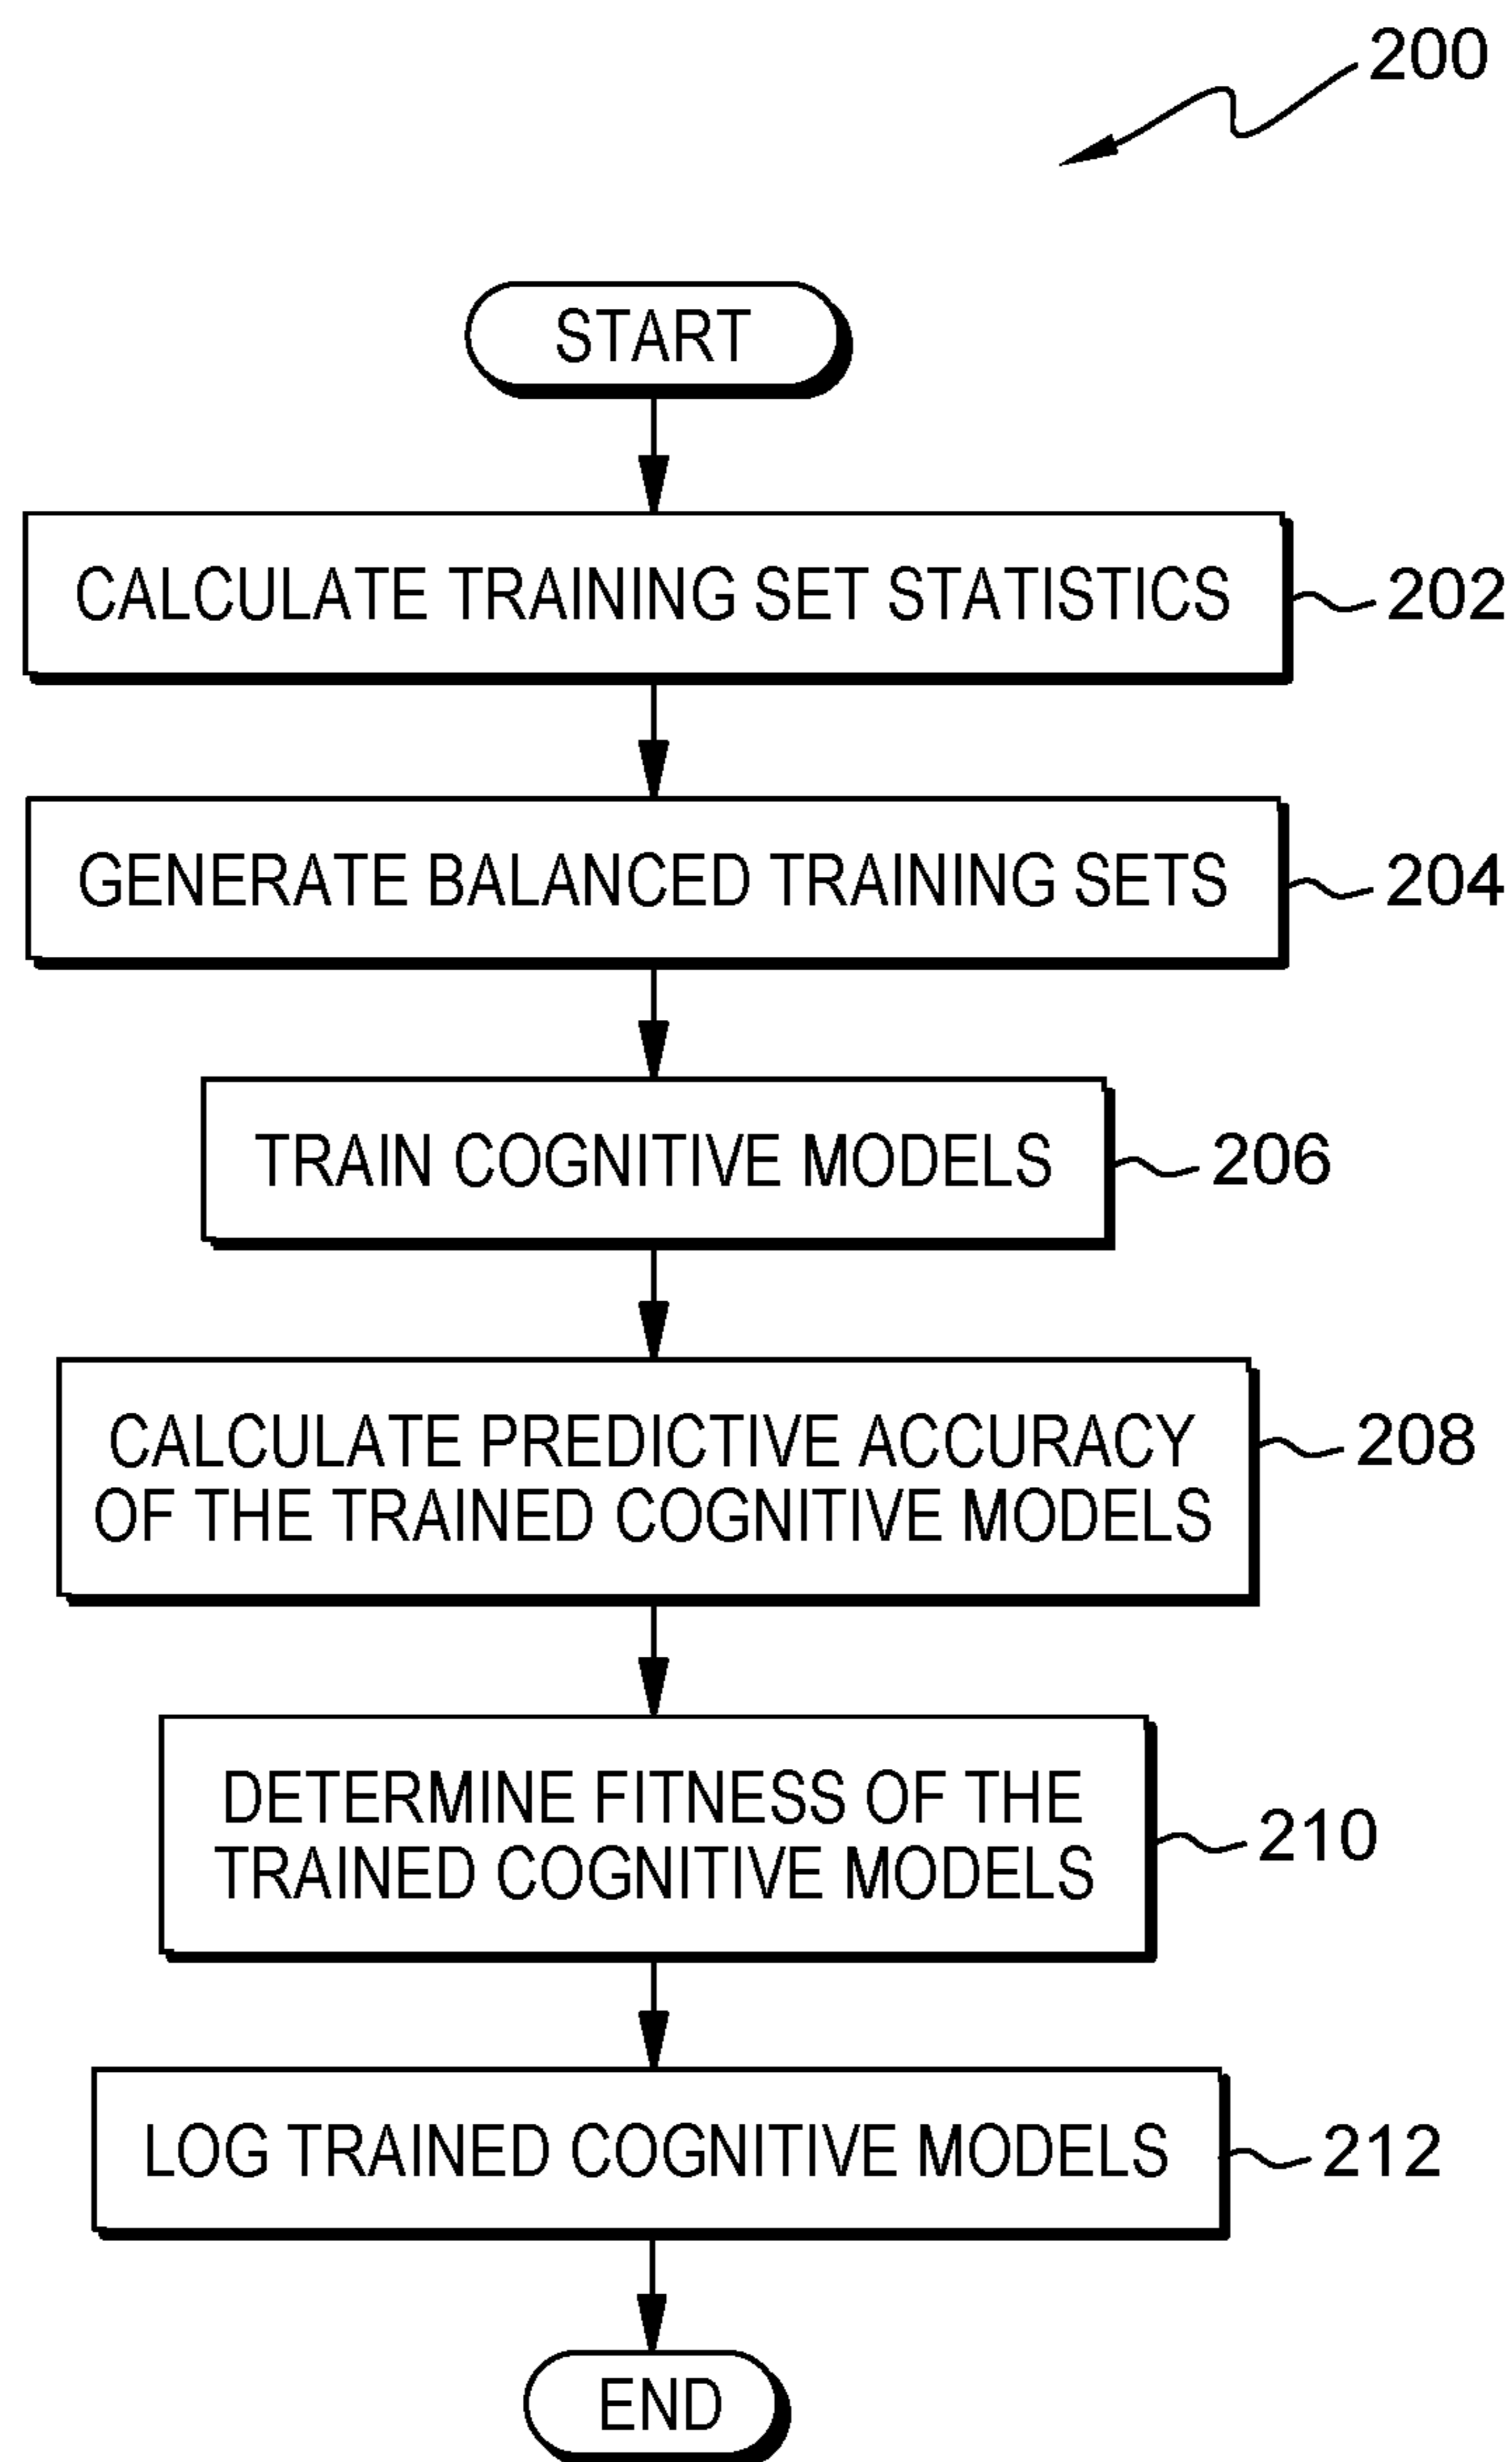 200
START
CALCULATE TRAINING SET STATISTICS
202
GENERATE BALANCED TRAINING SETS
204
TRAIN COGNITIVE MODELS
206
CALCULATE PREDICTIVE ACCURACY
OF THE TRAINED COGNITIVE MODELS
208
DETERMINE FITNESS OF THE
TRAINED COGNITIVE MODELS
210
LOG TRAINED COGNITIVE MODELS
212
END